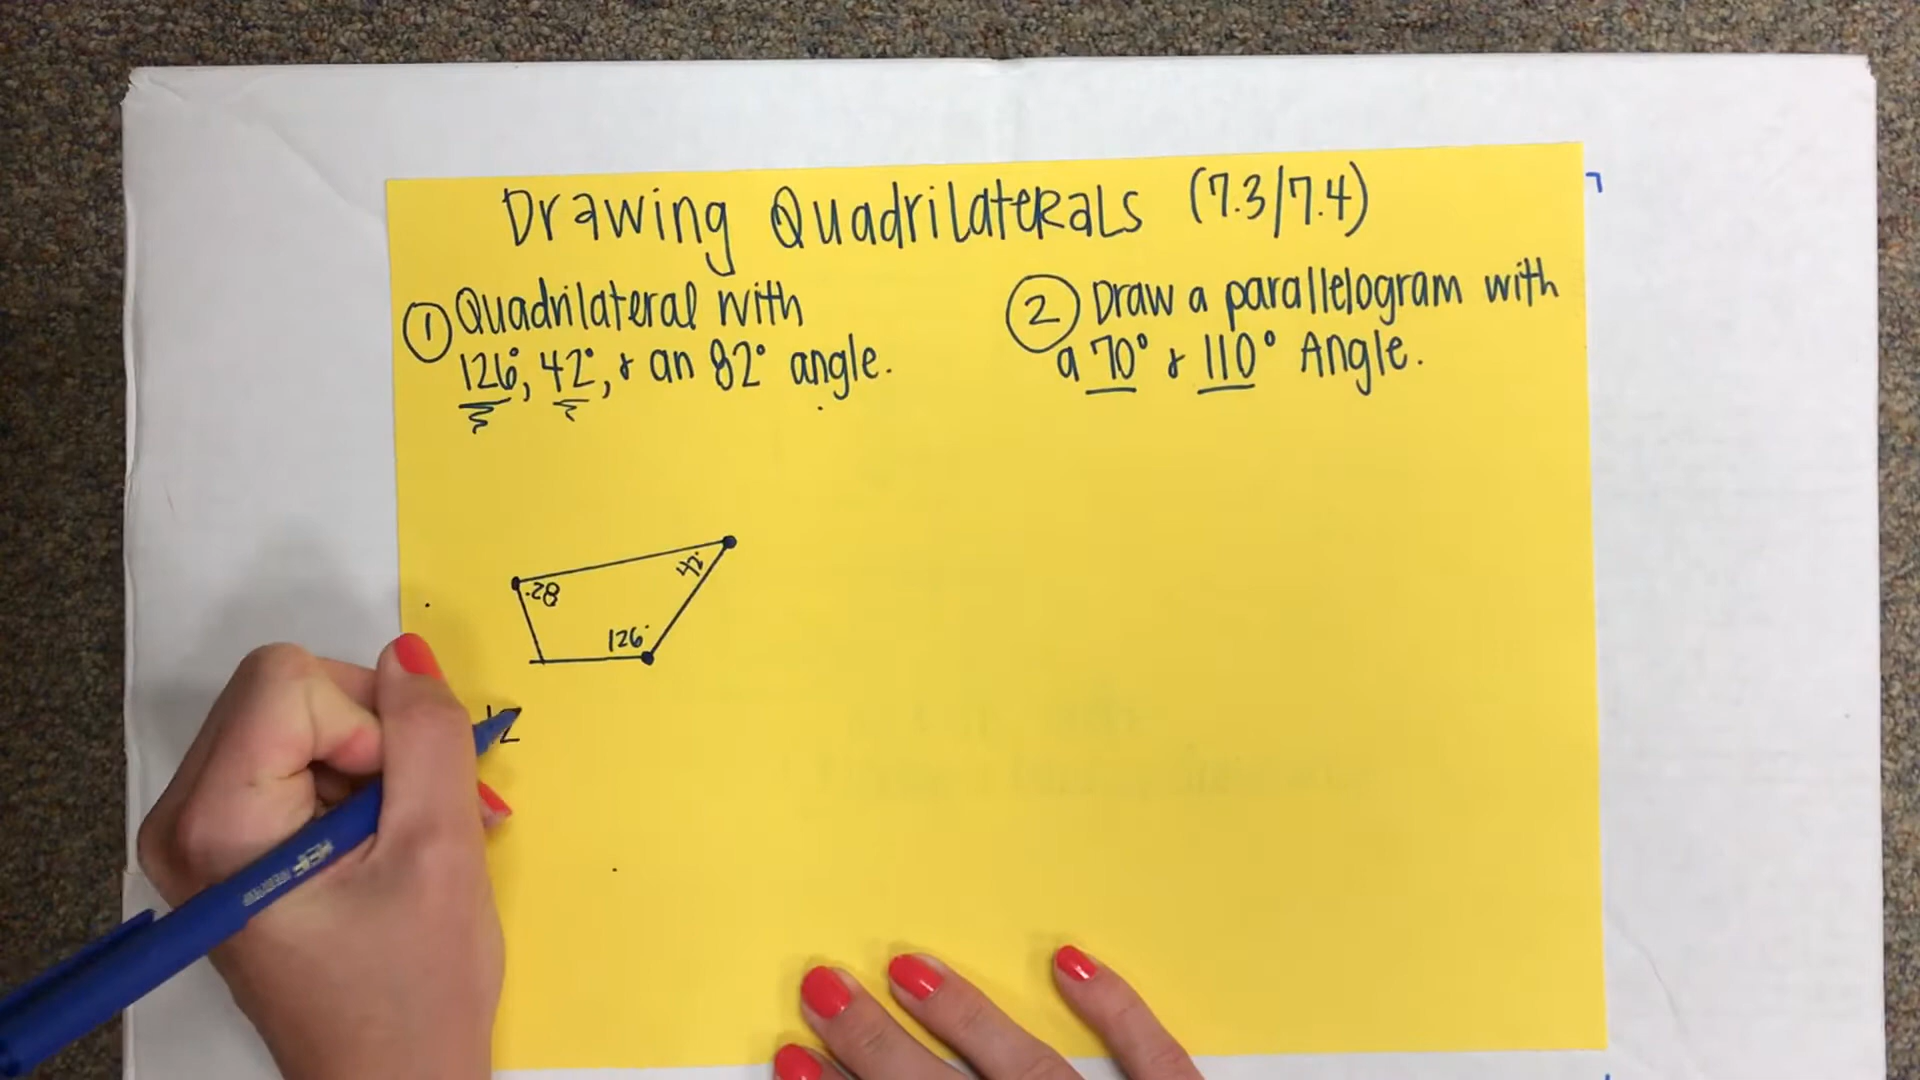 Drawing Quadrilaterals (7.3/7.4)
① Quadrilateral with
126°, 42°, & an 82° angle.
② Draw a parallelogram with
a 70° & 110° Angle.
42°
82°
126°
12